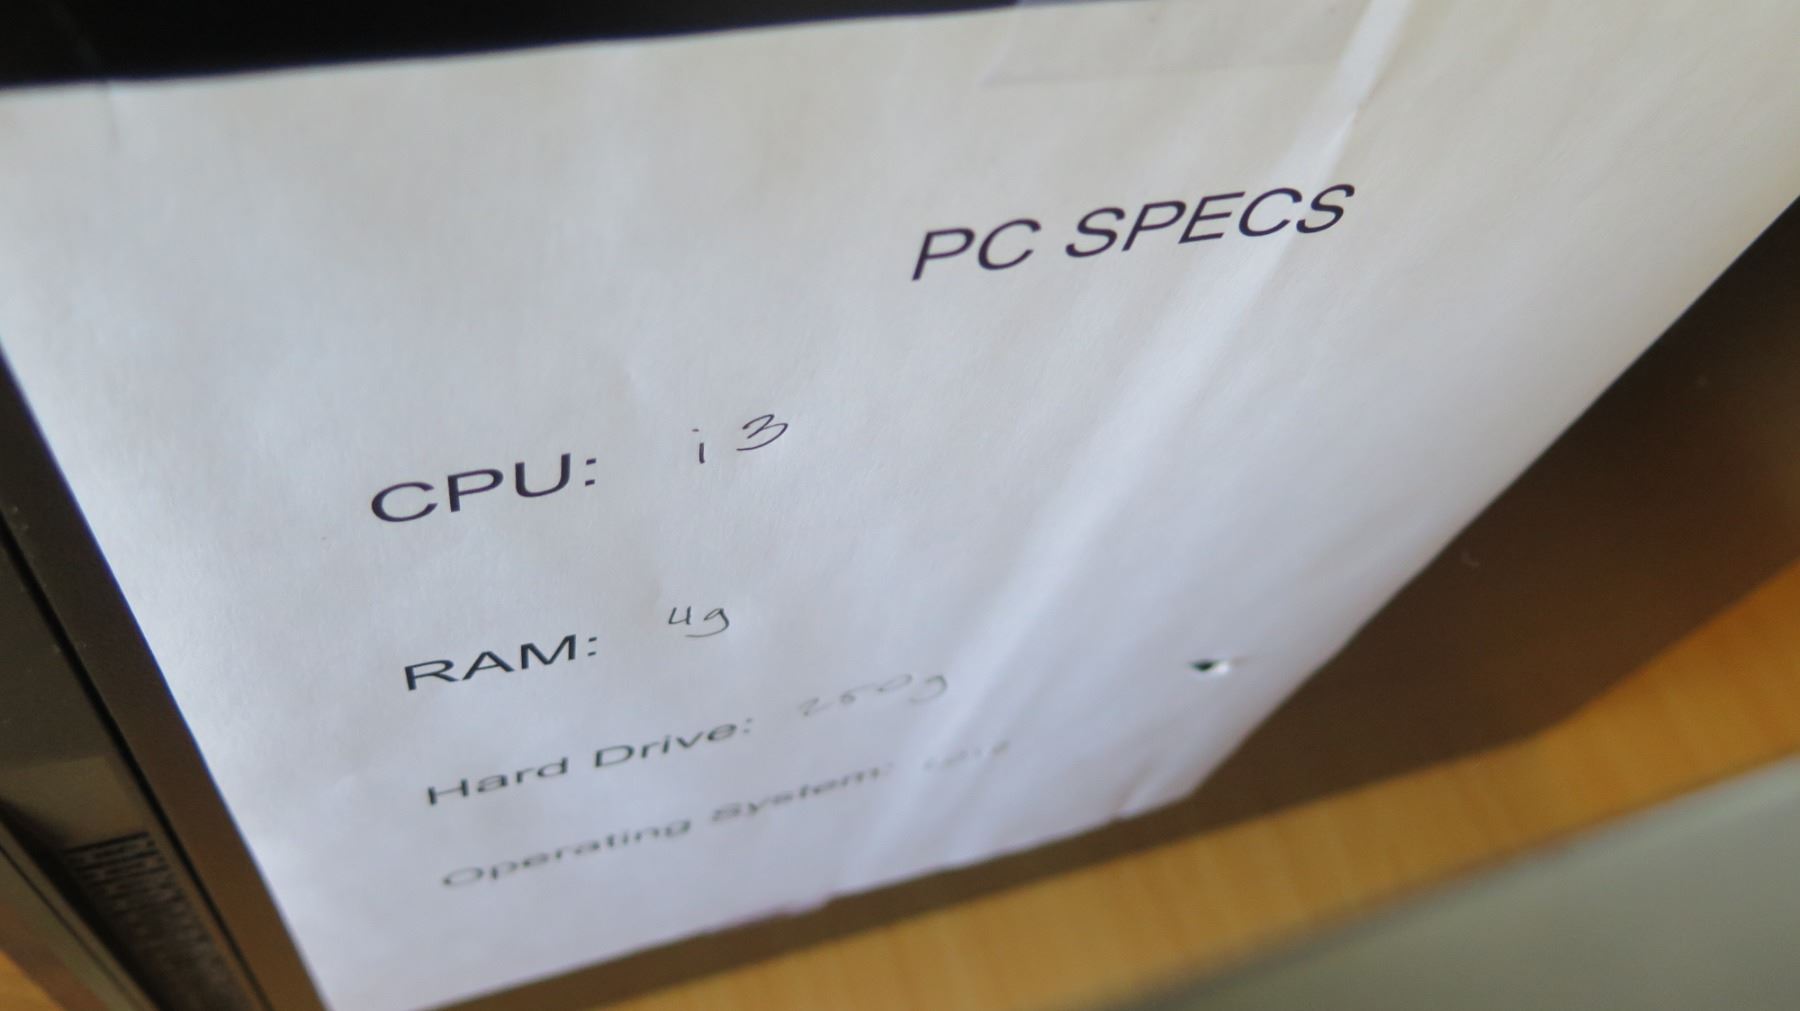 PC SPECS
CPU: i3
RAM: 4g
Hard Drive: 250g
Operating System: